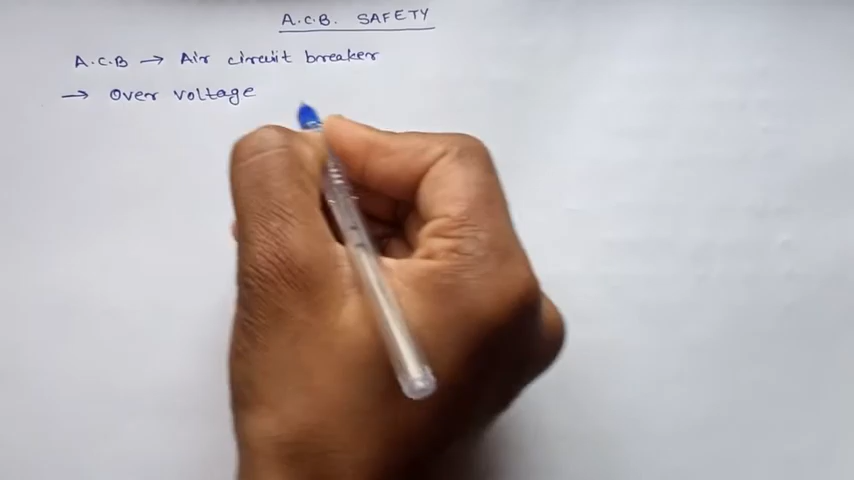 A.C.B. SAFETY
A.C.B → Air circuit breaker
→ Over voltage